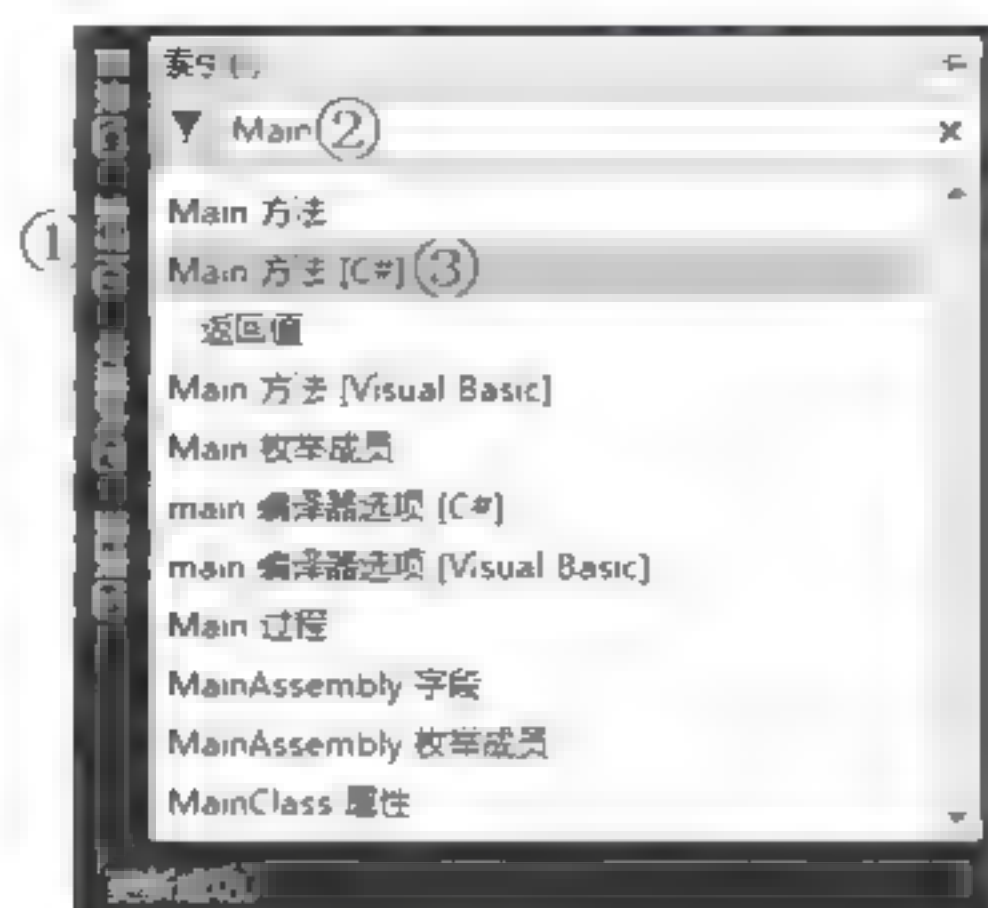 索引
Main②
Main 方法
①
Main 方法 [C#]③
返回值
Main 方法 [Visual Basic]
Main 枚举成员
main 编译器选项 [C#]
main 编译器选项 [Visual Basic]
Main 过程
MainAssembly 字段
MainAssembly 枚举成员
MainClass 属性